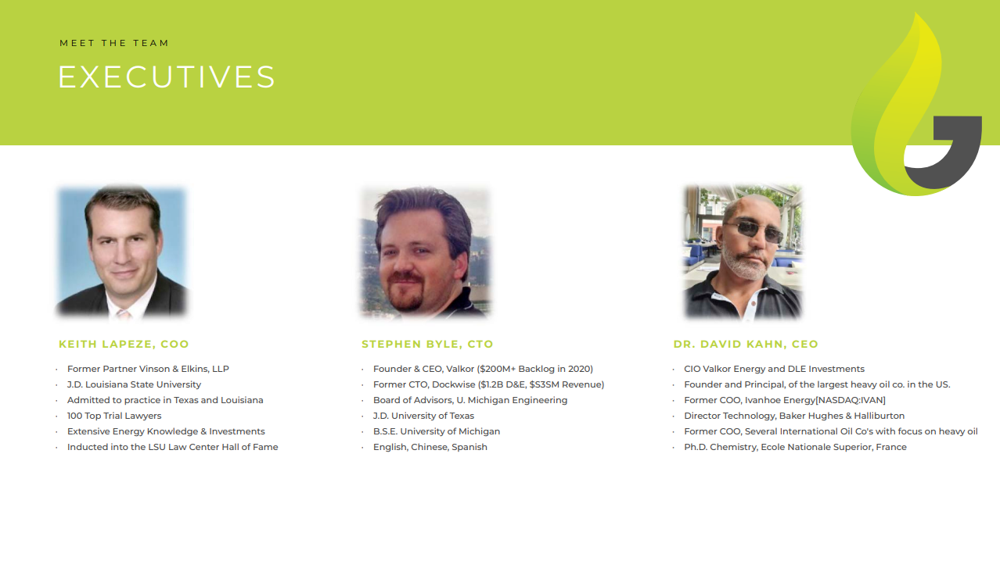 MEET THE TEAM
EXECUTIVES
KEITH LAPEZE, COO
· Former Partner Vinson & Elkins, LLP
· J.D. Louisiana State University
· Admitted to practice in Texas and Louisiana
· 100 Top Trial Lawyers
· Extensive Energy Knowledge & Investments
· Inducted into the LSU Law Center Hall of Fame
STEPHEN BYLE, CTO
· Founder & CEO, Valkor ($200M+ Backlog in 2020)
· Former CTO, Dockwise ($1.2B D&E, $S3SM Revenue)
· Board of Advisors, U. Michigan Engineering
· J.D. University of Texas
· B.S.E. University of Michigan
· English, Chinese, Spanish
DR. DAVID KAHN, CEO
· CIO Valkor Energy and DLE Investments
· Founder and Principal, of the largest heavy oil co. in the US.
· Former COO, Ivanhoe Energy[NASDAQ:IVAN]
· Director Technology, Baker Hughes & Halliburton
· Former COO, Several International Oil Co's with focus on heavy oil
· Ph.D. Chemistry, Ecole Nationale Superior, France